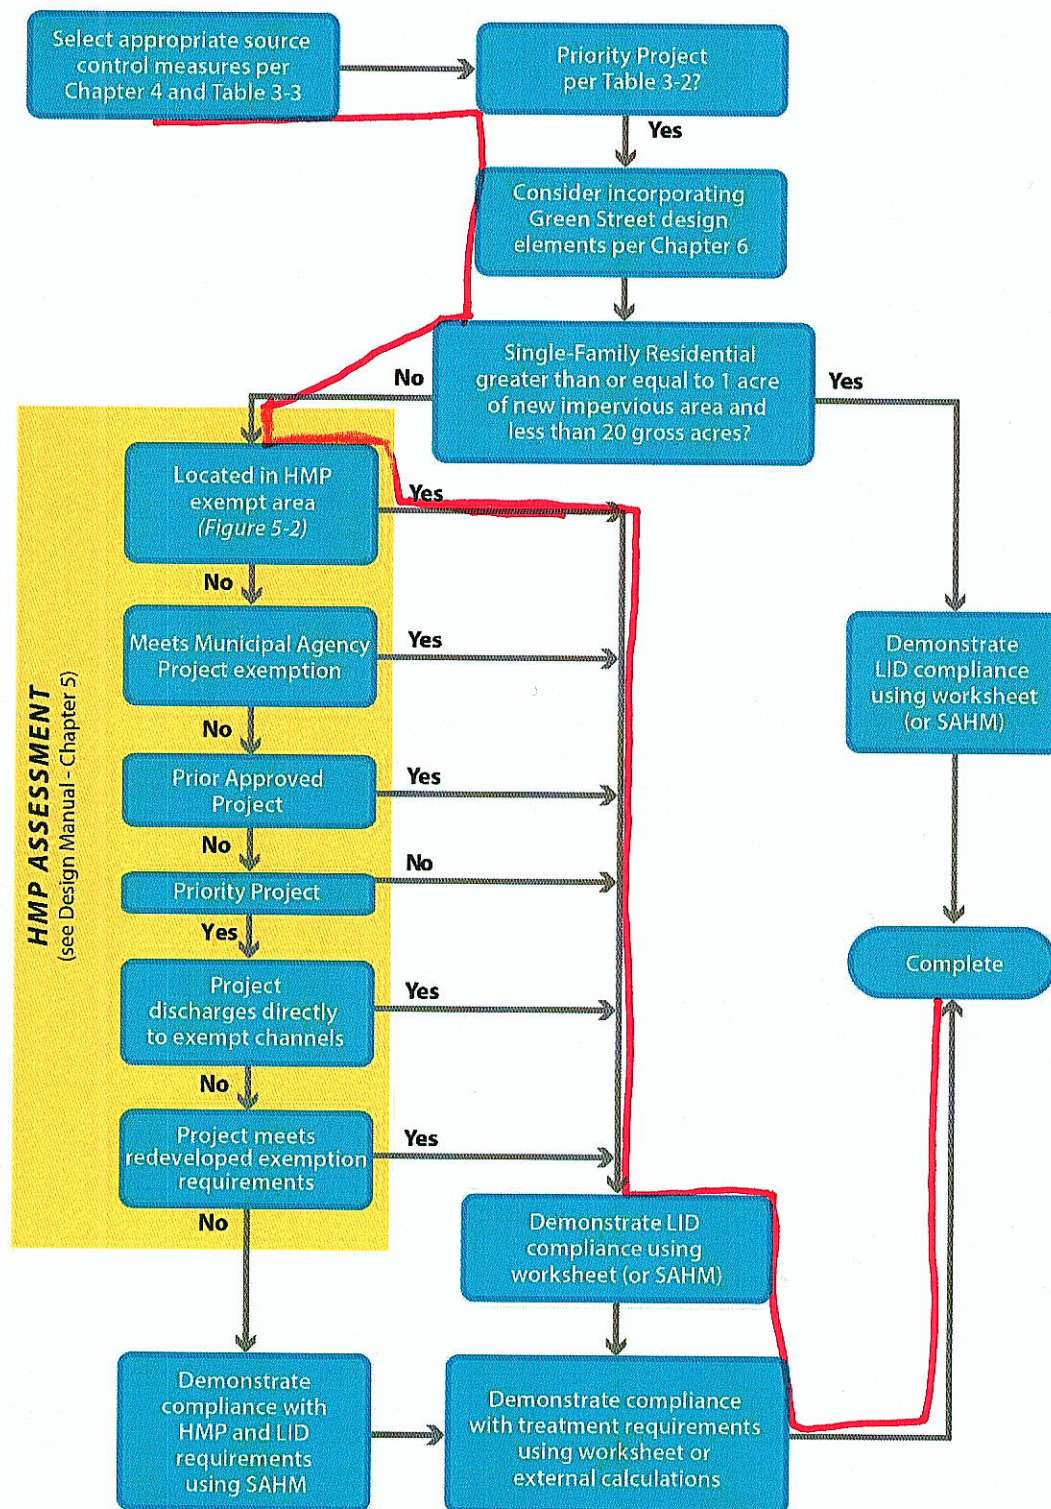 Select appropriate source
control measures per
Chapter 4 and Table 3-3
Priority Project
per Table 3-2?
Yes
Consider incorporating
Green Street design
elements per Chapter 6
Single-Family Residential
greater than or equal to 1 acre
of new impervious area and
less than 20 gross acres?
No
Yes
HMP ASSESSMENT
(see Design Manual - Chapter 5)
Located in HMP
exempt area
(Figure 5-2)
Yes
No
Meets Municipal Agency
Project exemption
Yes
No
Prior Approved
Project
Yes
No
Priority Project
No
Yes
Project
discharges directly
to exempt channels
Yes
No
Project meets
redeveloped exemption
requirements
Yes
No
Demonstrate
LID compliance
using worksheet
(or SAHM)
Complete
Demonstrate LID
compliance using
worksheet (or SAHM)
Demonstrate
compliance with
HMP and LID
requirements
using SAHM
Demonstrate compliance
with treatment requirements
using worksheet or
external calculations